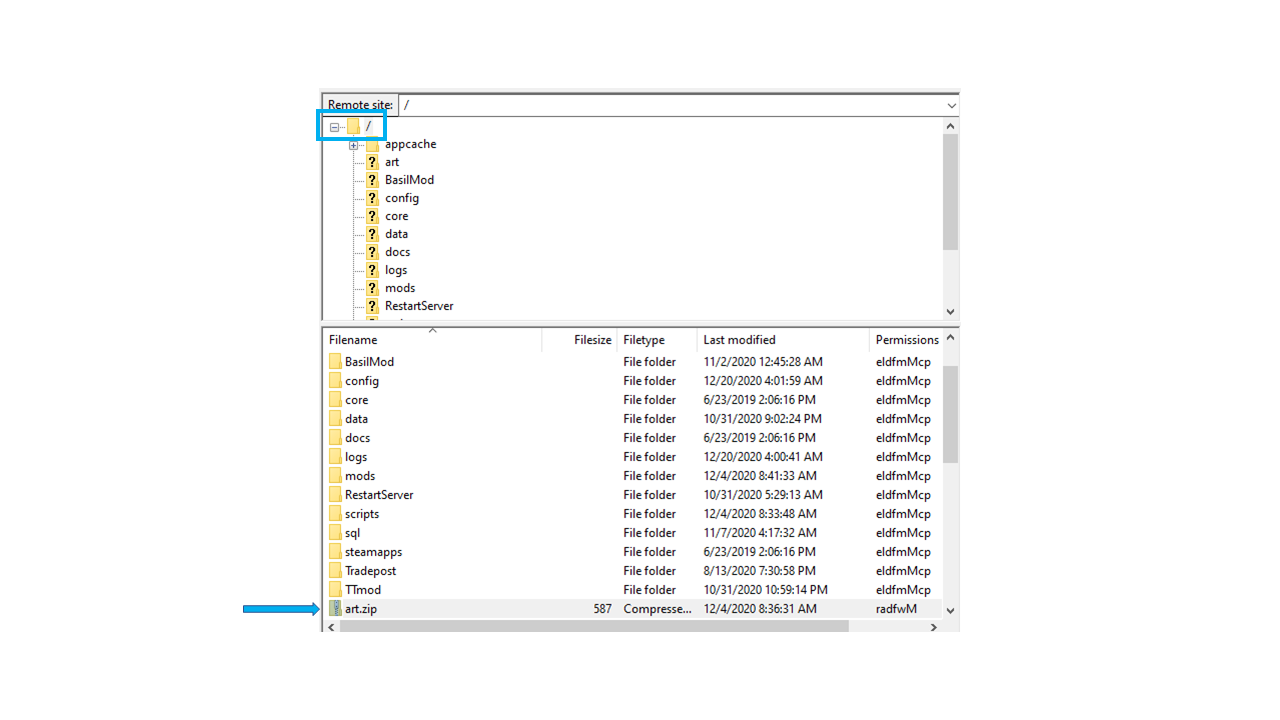 Remote site: /
/
appcache
? art
? BasilMod
? config
? core
? data
? docs
? logs
? mods
? RestartServer
Filename Filesize Filetype Last modified Permissions
BasilMod File folder 11/2/2020 12:45:28 AM eldfmMcp
config File folder 12/20/2020 4:01:59 AM eldfmMcp
core File folder 6/23/2019 2:06:16 PM eldfmMcp
data File folder 10/31/2020 9:02:24 PM eldfmMcp
docs File folder 6/23/2019 2:06:16 PM eldfmMcp
logs File folder 12/20/2020 4:00:41 AM eldfmMcp
mods File folder 12/4/2020 8:41:33 AM eldfmMcp
RestartServer File folder 10/31/2020 5:29:13 AM eldfmMcp
scripts File folder 12/4/2020 8:33:48 AM eldfmMcp
sql File folder 11/7/2020 4:17:32 AM eldfmMcp
steamapps File folder 6/23/2019 2:06:16 PM eldfmMcp
Tradepost File folder 8/13/2020 7:30:58 PM eldfmMcp
TTmod File folder 10/31/2020 10:59:14 PM eldfmMcp
art.zip 587 Compresse... 12/4/2020 8:36:31 AM radfwM